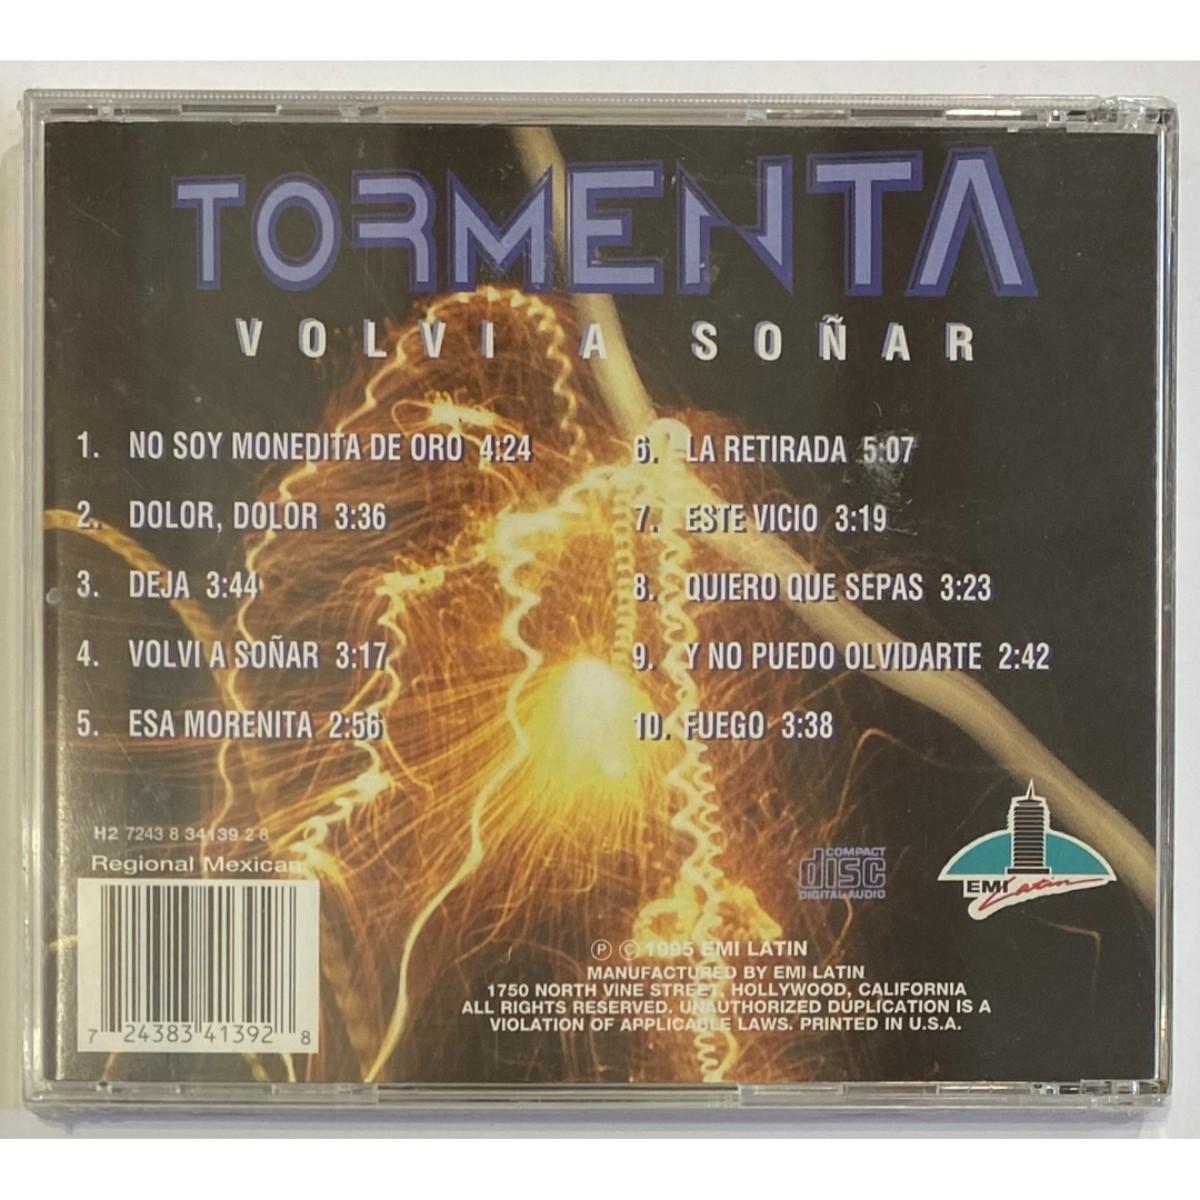 TORMENTA
VOLVI A SOÑAR
1. NO SOY MONEDITA DE ORO 4:24
2. DOLOR, DOLOR 3:36
3. DEJA 3:44
4. VOLVI A SOÑAR 3:17
5. ESA MORENITA 2:56
6. LA RETIRADA 5:07
7. ESTE VICIO 3:19
8. QUIERO QUE SEPAS 3:23
9. Y NO PUEDO OLVIDARTE 2:42
10. FUEGO 3:38
H2 7243 8 34139 2 8
Regional Mexican
7 24383 41392 8
COMPACT
disc
DIGITAL AUDIO
EMI Latin
Ⓟ © 1995 EMI LATIN
MANUFACTURED BY EMI LATIN
1750 NORTH VINE STREET, HOLLYWOOD, CALIFORNIA
ALL RIGHTS RESERVED. UNAUTHORIZED DUPLICATION IS A
VIOLATION OF APPLICABLE LAWS. PRINTED IN U.S.A.